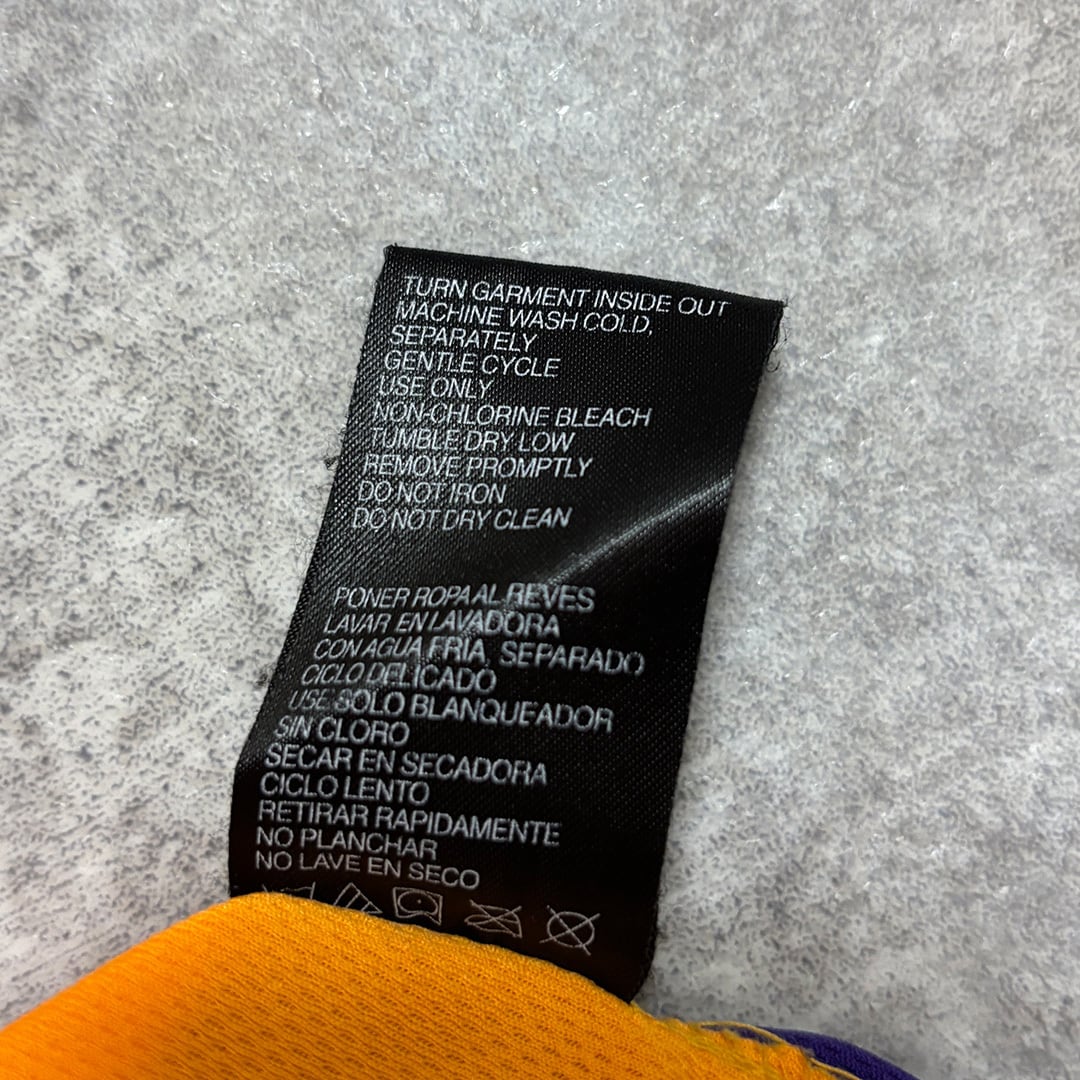 TURN GARMENT INSIDE OUT
MACHINE WASH COLD,
SEPARATELY
GENTLE CYCLE
USE ONLY
NON-CHLORINE BLEACH
TUMBLE DRY LOW
REMOVE PROMPTLY
DO NOT IRON
DO NOT DRY CLEAN
PONER ROPA AL REVES
LAVAR EN LAVADORA
CON AGUA FRIA, SEPARADO
CICLO DELICADO
USE SOLO BLANQUEADOR
SIN CLORO
SECAR EN SECADORA
CICLO LENTO
RETIRAR RAPIDAMENTE
NO PLANCHAR
NO LAVE EN SECO